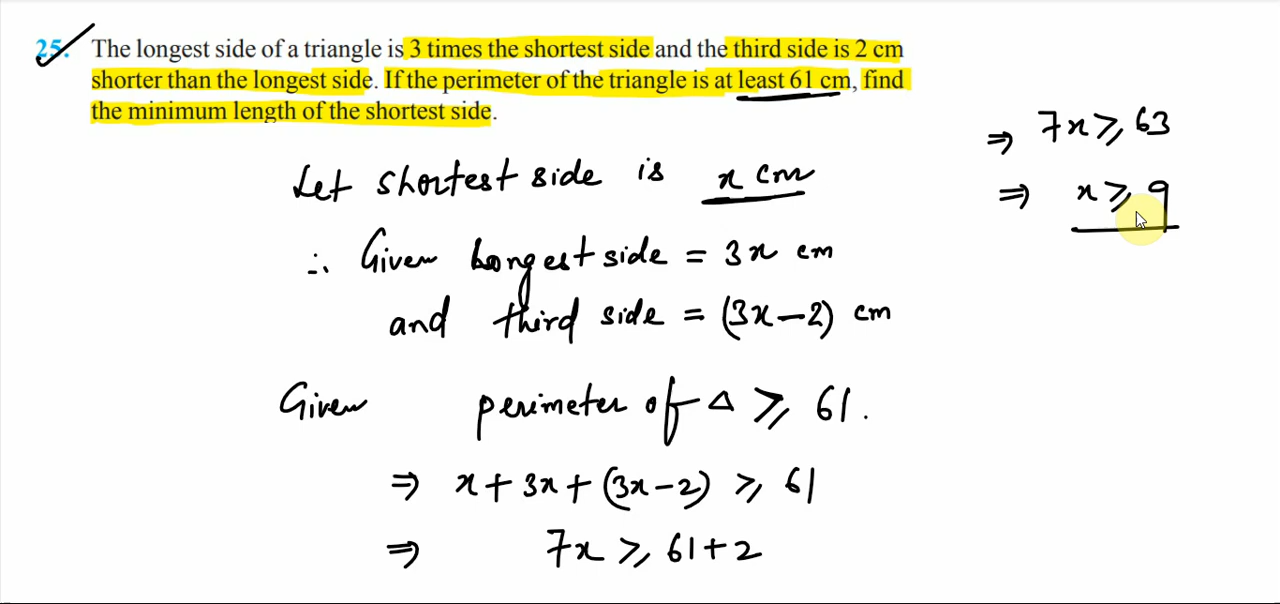 25. The longest side of a triangle is 3 times the shortest side and the third side is 2 cm
shorter than the longest side. If the perimeter of the triangle is at least 61 cm, find
the minimum length of the shortest side.
Let shortest side is x cm
∴ Given Longest side = 3x cm
and third side = (3x-2) cm
Given perimeter of Δ ⩾ 61.
⇒ x + 3x + (3x-2) ⩾ 61
⇒ 7x ⩾ 61+2
⇒ 7x ⩾ 63
⇒ x ⩾ 9